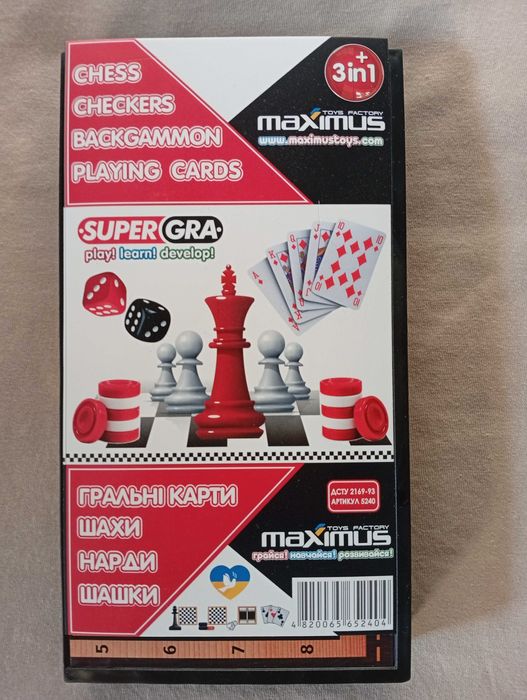 CHESS
CHECKERS
BACKGAMMON
PLAYING CARDS
+
3in1
TOYS FACTORY
maximus
www.maximustoys.com
SUPER GRA
play! learn! develop!
A
K
Q
J
10
10
ГРАЛЬНІ КАРТИ
ШАХИ
НАРДИ
ШАШКИ
ДСТУ 2169-93
АРТИКУЛ 5240
TOYS FACTORY
maximus
грайся! навчайся! розвивайся!
4 820065 652404
5 6 7 8